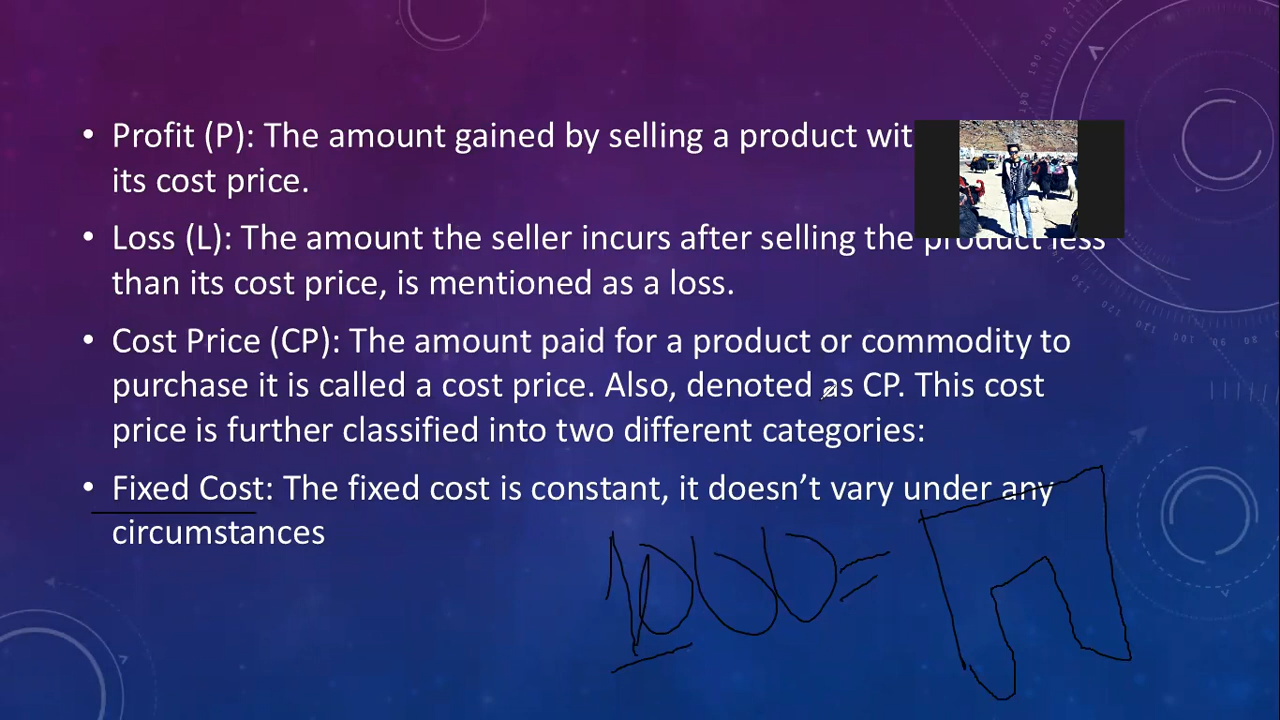 • Profit (P): The amount gained by selling a product
its cost price.
• Loss (L): The amount the seller incurs after selling the product less
than its cost price, is mentioned as a loss.
• Cost Price (CP): The amount paid for a product or commodity to
purchase it is called a cost price. Also, denoted as CP. This cost
price is further classified into two different categories:
• Fixed Cost: The fixed cost is constant, it doesn’t vary under any
circumstances
1000=